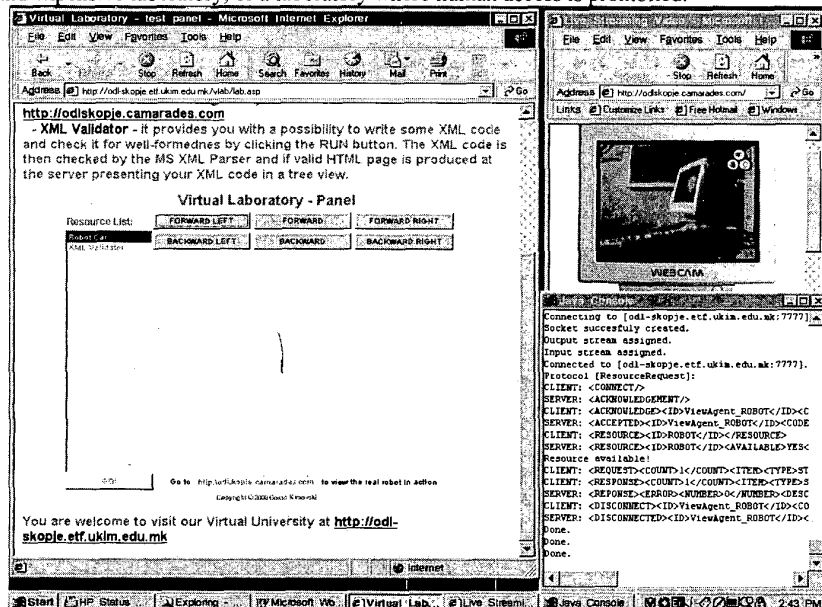 Virtual Laboratory - test panel - Microsoft Internet Explorer
File Edit View Favorites Tools Help
Back Stop Refresh Home Search Favorites History Mail Print
Address http://odl-skopje.etf.ukim.edu.mk/vlab/lab.asp Go
http://odlskopje.camarades.com
- XML Validator - it provides you with a possibility to write some XML code
and check it for well-formednes by clicking the RUN button. The XML code is
then checked by the MS XML Parser and if valid HTML page is produced at
the server presenting your XML code in a tree view.
Virtual Laboratory - Panel
Resource List: FORWARD LEFT FORWARD FORWARD RIGHT
Robot Car BACKWARD LEFT BACKWARD BACKWARD RIGHT
XML Validator
Go to http://odlskopje.camarades.com to view the real robot in action
You are welcome to visit our Virtual University at http://odl-
skopje.etf.ukim.edu.mk
Internet
File Edit View Favorites Tools Help
Stop Refresh Home
Address http://odlskopje.camarades.com/ Go
Links Customize Links Free Hotmail Windows
WEBCAM
Java Console
Connecting to [odl-skopje.etf.ukim.edu.mk:7777]
Socket succesfuly created.
Output stream assigned.
Input stream assigned.
Connected to [odl-skopje.etf.ukim.edu.mk:7777].
Protocol [ResourceRequest]:
CLIENT: <CONNECT/>
SERVER: <ACKNOWLEDGEMENT/>
CLIENT: <ACKNOWLEDGE><ID>ViewAgent_ROBOT</ID><C
SERVER: <ACCEPTED><ID>ViewAgent_ROBOT</ID><CODE
CLIENT: <RESOURCE><ID>ROBOT</ID></RESOURCE>
SERVER: <RESOURCE><ID>ROBOT</ID><AVAILABLE>YES<
Resource available!
CLIENT: <REQUEST><COUNT>1</COUNT><ITEM><TYPE>ST
CLIENT: <RESPONSE><COUNT>1</COUNT><ITEM><TYPE>S
SERVER: <REPONSE><ERROR><NUMBER>0</NUMBER><DESC
CLIENT: <DISCONNECT><ID>ViewAgent_ROBOT</ID><CO
SERVER: <DISCONNECTED><ID>ViewAgent_ROBOT</ID><
Done.
Done.
Done.
Start HP Status Exploring - ... Microsoft Wo... Virtual Lab... Live Streami... Java Console 2:43 PM